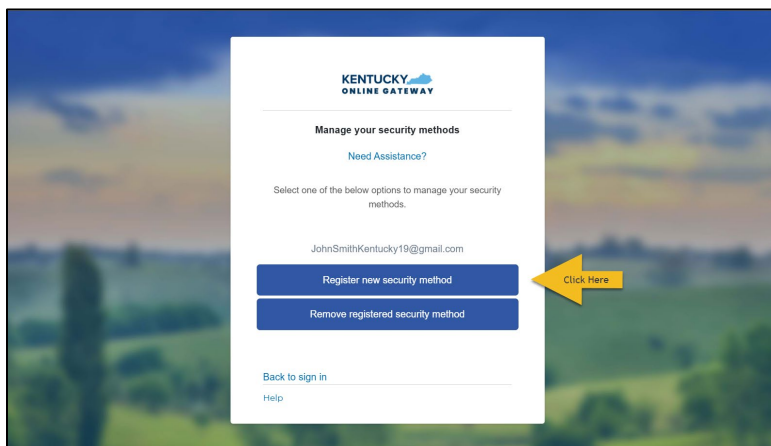 KENTUCKY
ONLINE GATEWAY
Manage your security methods
Need Assistance?
Select one of the below options to manage your security
methods.
JohnSmithKentucky19@gmail.com
Register new security method
Click Here
Remove registered security method
Back to sign in
Help